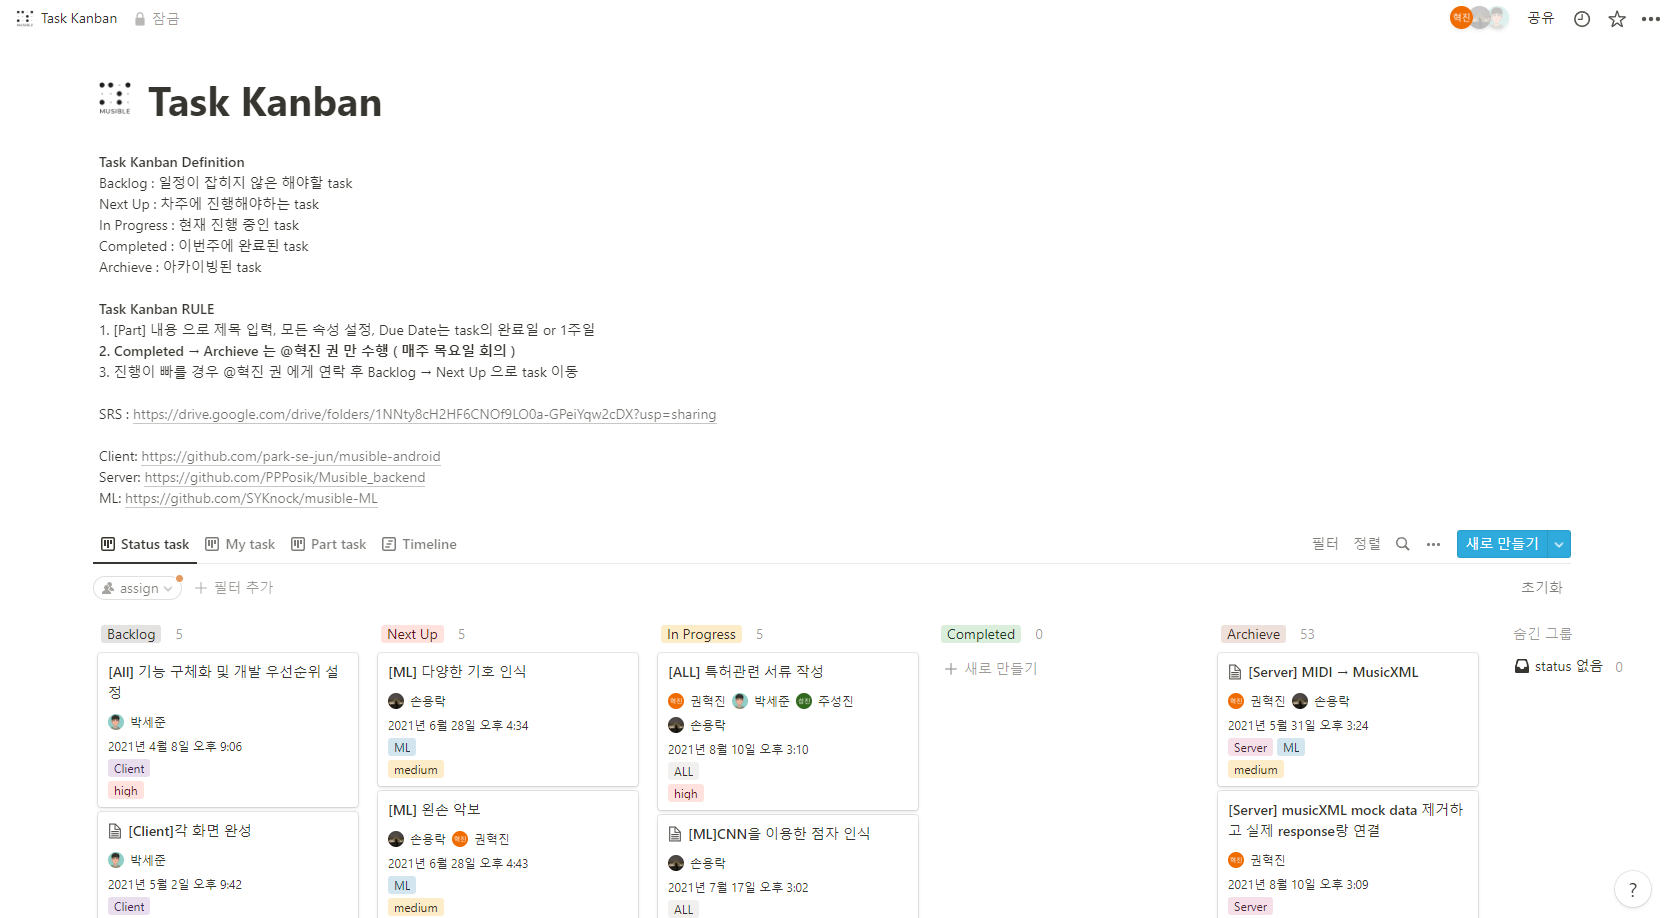 Task Kanban 잠금
혁진 공유
MUSIBLE
Task Kanban
Task Kanban Definition
Backlog : 일정이 잡히지 않은 해야할 task
Next Up : 차주에 진행해야하는 task
In Progress : 현재 진행 중인 task
Completed : 이번주에 완료된 task
Archieve : 아카이빙된 task
Task Kanban RULE
1. [Part] 내용 으로 제목 입력, 모든 속성 설정, Due Date는 task의 완료일 or 1주일
2. Completed → Archieve 는 @혁진 권 만 수행 ( 매주 목요일 회의 )
3. 진행이 빠를 경우 @혁진 권 에게 연락 후 Backlog → Next Up 으로 task 이동
SRS : https://drive.google.com/drive/folders/1NNty8cH2HF6CNOf9LO0a-GPeiYqw2cDX?usp=sharing
Client: https://github.com/park-se-jun/musible-android
Server: https://github.com/PPPosik/Musible_backend
ML: https://github.com/SYKnock/musible-ML
Status task My task Part task Timeline
필터 정렬 새로 만들기
assign 필터 추가 초기화
Backlog 5
[All] 기능 구체화 및 개발 우선순위 설
정
박세준
2021년 4월 8일 오후 9:06
Client
high
[Client]각 화면 완성
박세준
2021년 5월 2일 오후 9:42
Client
Next Up 5
[ML] 다양한 기호 인식
손용락
2021년 6월 28일 오후 4:34
ML
medium
[ML] 왼손 악보
손용락 혁진 권혁진
2021년 6월 28일 오후 4:43
ML
medium
In Progress 5
[ALL] 특허관련 서류 작성
혁진 권혁진 박세준 성진 주성진
손용락
2021년 8월 10일 오후 3:10
ALL
high
[ML]CNN을 이용한 점자 인식
손용락
2021년 7월 17일 오후 3:02
ALL
Completed 0
새로 만들기
Archieve 53
[Server] MIDI → MusicXML
혁진 권혁진 손용락
2021년 5월 31일 오후 3:24
Server ML
medium
[Server] musicXML mock data 제거하
고 실제 response랑 연결
혁진 권혁진
2021년 8월 10일 오후 3:09
Server
숨긴 그룹
status 없음 0
?